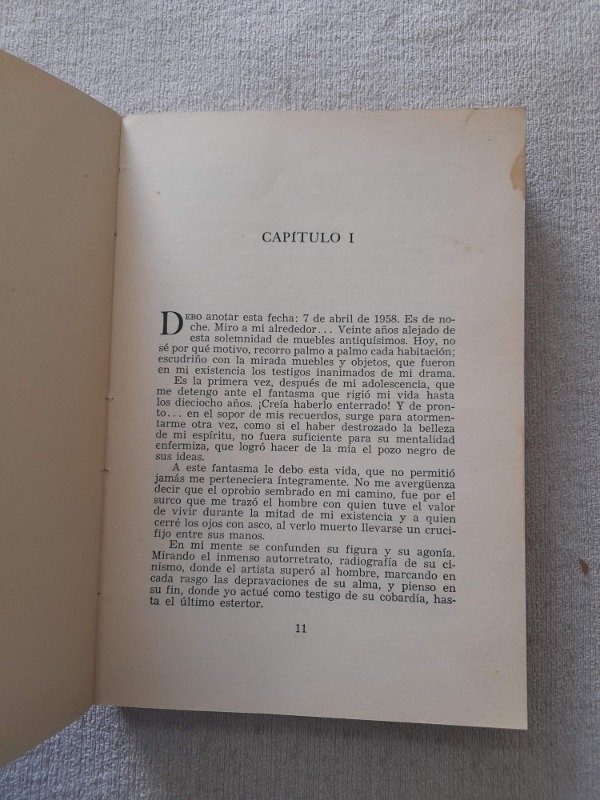 CAPÍTULO I
DEBO anotar esta fecha: 7 de abril de 1958. Es de no-
che. Miro a mi alrededor... Veinte años alejado de
esta solemnidad de muebles antiquísimos. Hoy, no
sé por qué motivo, recorro palmo a palmo cada habitación;
escudriño con la mirada muebles y objetos, que fueron
en mi existencia los testigos inanimados de mi drama.
Es la primera vez, después de mi adolescencia, que
me detengo ante el fantasma que rigió mi vida hasta
los dieciocho años. ¡Creía haberlo enterrado! Y de pron-
to... en el sopor de mis recuerdos, surge para atormen-
tarme otra vez, como si el haber destrozado la belleza
de mi espíritu, no fuera suficiente para su mentalidad
enfermiza, que logró hacer de la mía el pozo negro de
sus ideas.
A este fantasma le debo esta vida, que no permitió
jamás me perteneciera íntegramente. No me avergüenza
decir que el oprobio sembrado en mi camino, fue por el
surco que me trazó el hombre con quien tuve el valor
de vivir durante la mitad de mi existencia y a quien
cerré los ojos con asco, al verlo muerto llevarse un cruci-
fijo entre sus manos.
En mi mente se confunden su figura y su agonía.
Mirando el inmenso autorretrato, radiografía de su ci-
nismo, donde el artista superó al hombre, marcando en
cada rasgo las depravaciones de su alma, y pienso en
su fin, donde yo actué como testigo de su cobardía, has-
ta el último estertor.
11